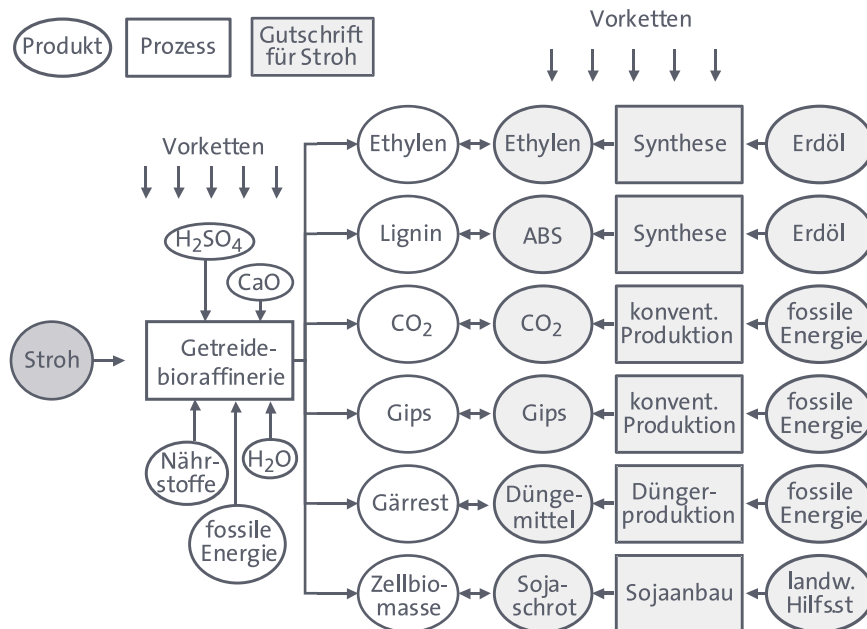 Produkt
Prozess
Gutschrift
für Stroh
Vorketten
Vorketten
Ethylen
Ethylen
Synthese
Erdöl
H2SO4
CaO
Lignin
ABS
Synthese
Erdöl
Stroh
Getreide-
bioraffinerie
CO2
CO2
konvent.
Produktion
fossile
Energie
Gips
Gips
konvent.
Produktion
fossile
Energie
Nähr-
stoffe
H2O
fossile
Energie
Gärrest
Dünge-
mittel
Dünger-
produktion
fossile
Energie
Zellbio-
masse
Soja-
schrot
Sojaanbau
landw.
Hilfs.st